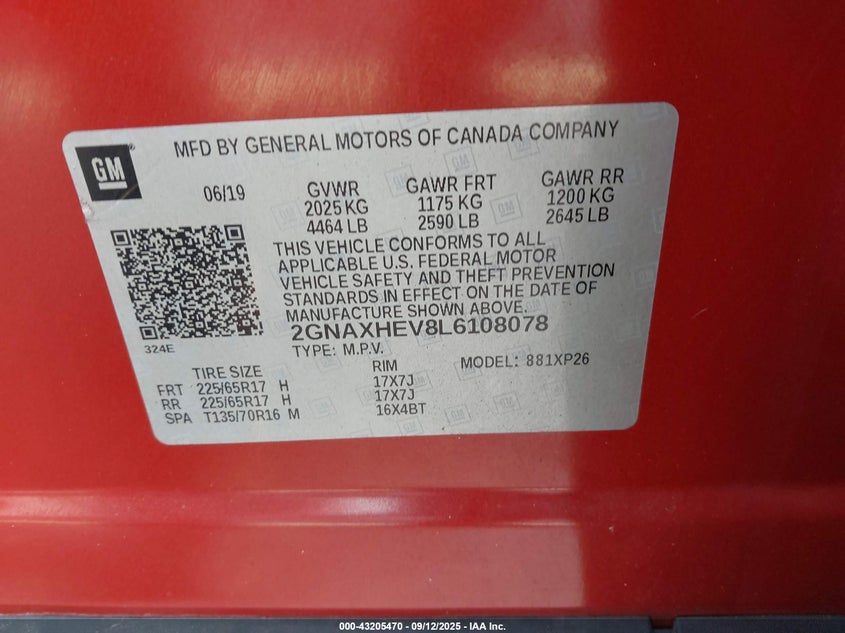 GM
MFD BY GENERAL MOTORS OF CANADA COMPANY
06/19 GVWR GAWR FRT GAWR RR
2025 KG 1175 KG 1200 KG
4464 LB 2590 LB 2645 LB
THIS VEHICLE CONFORMS TO ALL
APPLICABLE U.S. FEDERAL MOTOR
VEHICLE SAFETY AND THEFT PREVENTION
STANDARDS IN EFFECT ON THE DATE OF
MANUFACTURE SHOWN ABOVE.
2GNAXHEV8L6108078
324E
TYPE: M.P.V. MODEL: 881XP26
TIRE SIZE RIM
FRT 225/65R17 H 17X7J
RR 225/65R17 H 17X7J
SPA T135/70R16 M 16X4BT
000-43205470 - 09/12/2025 - IAA Inc.